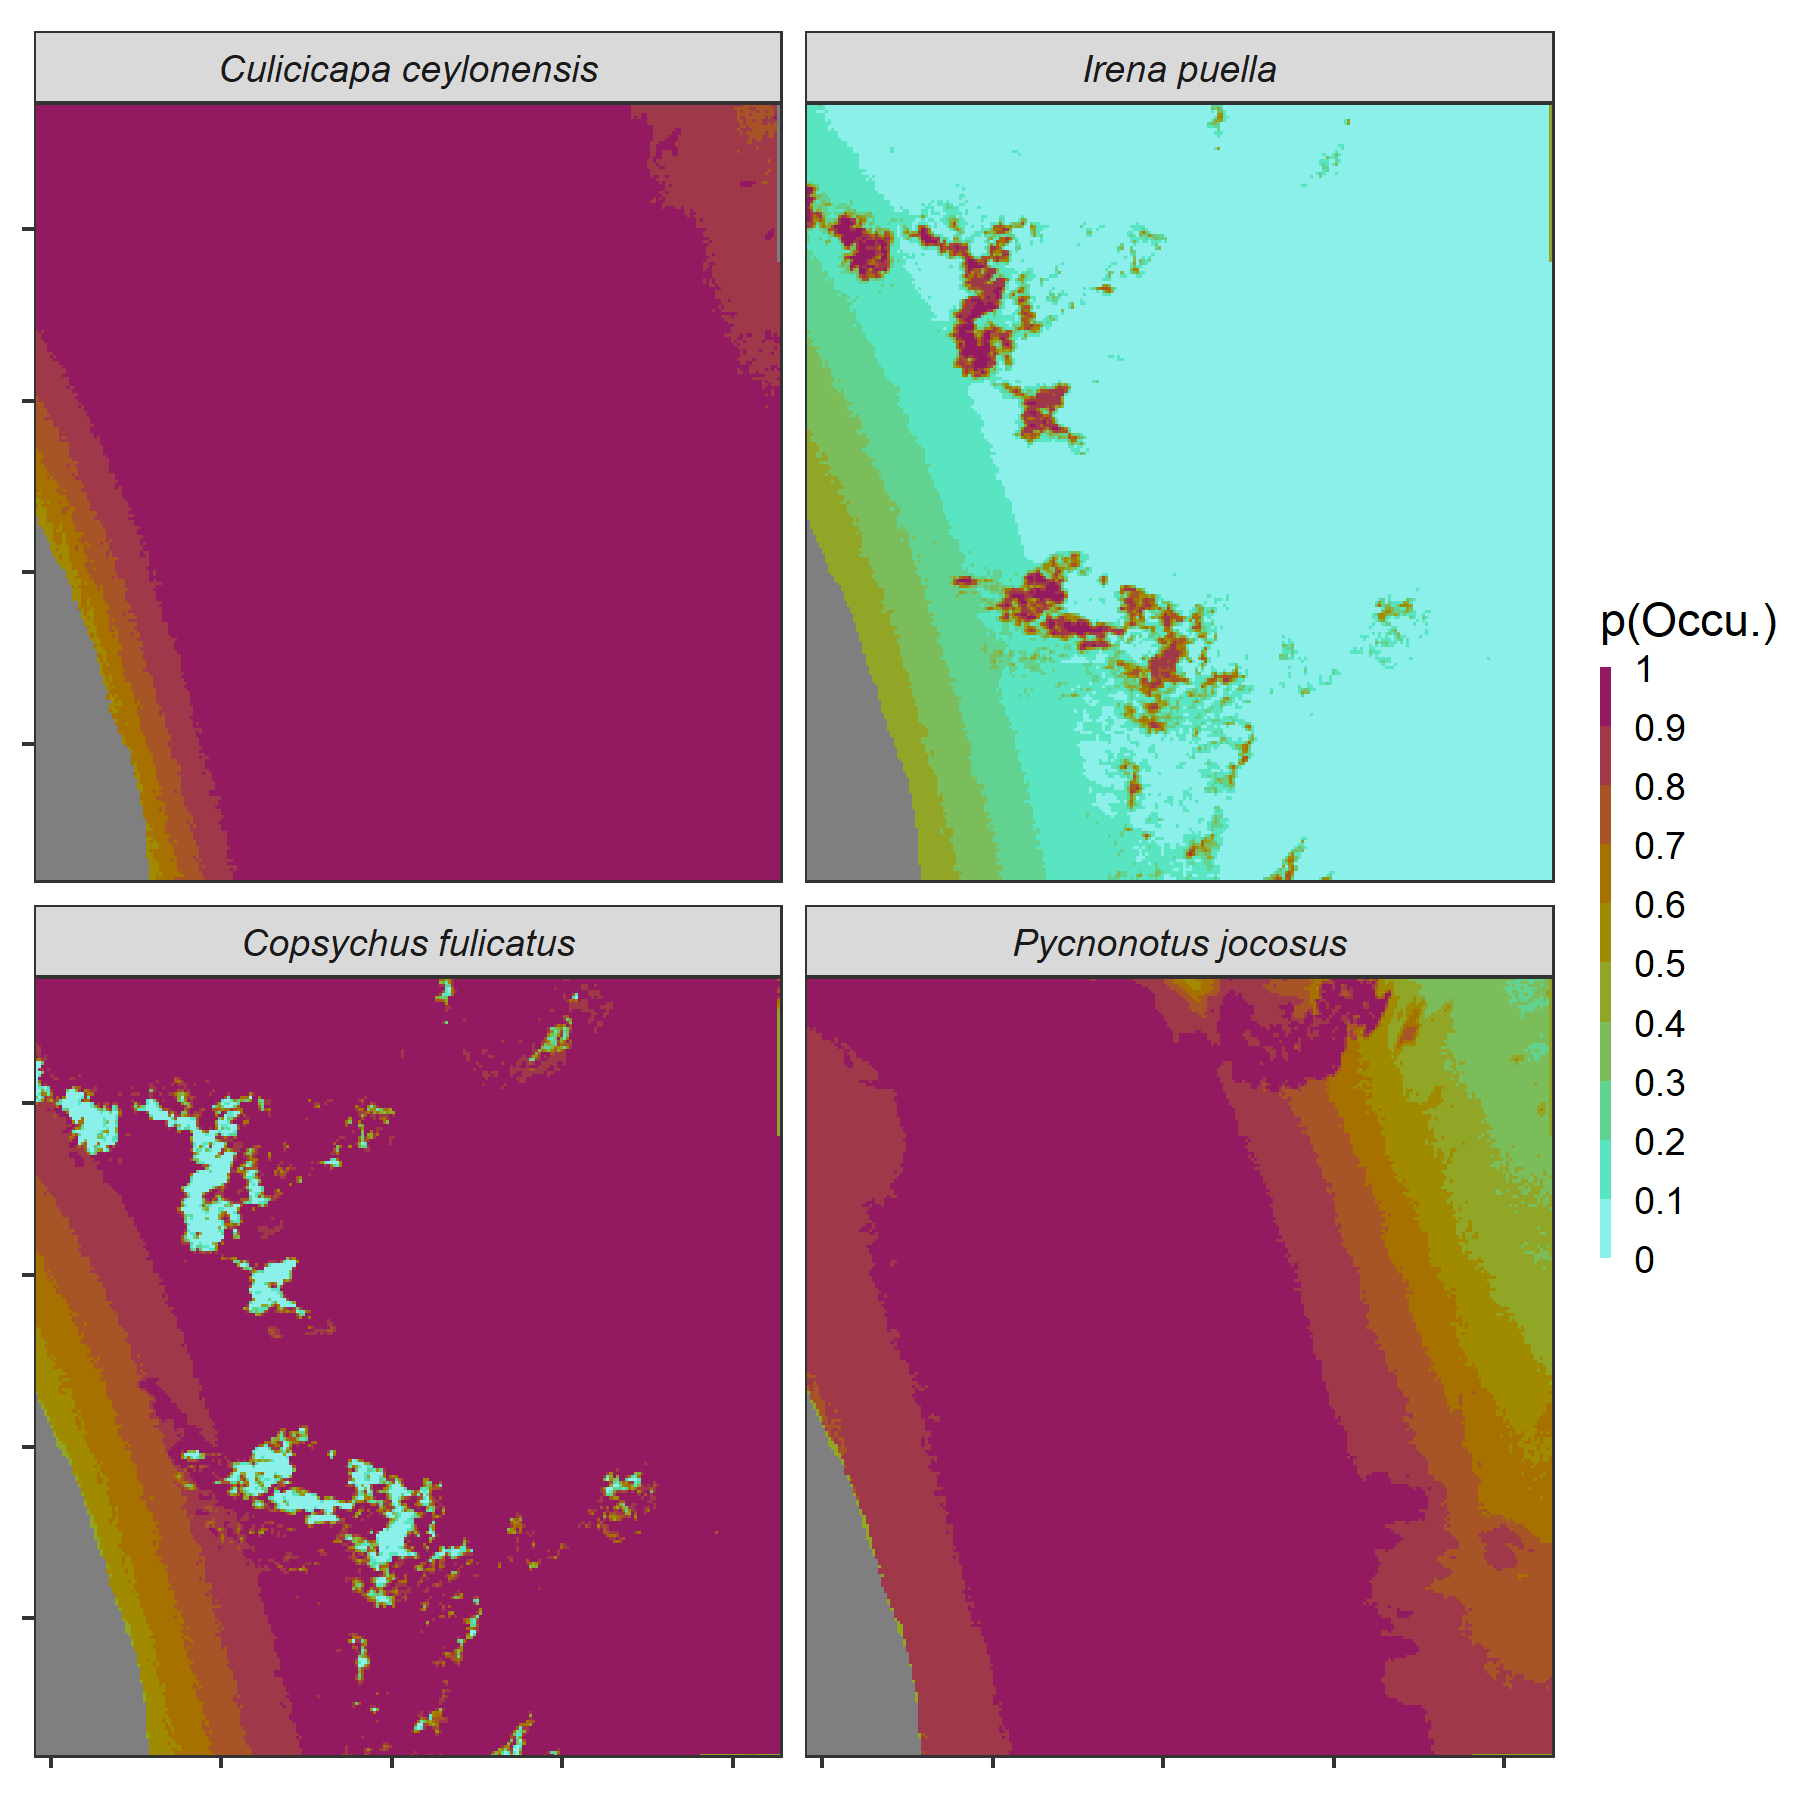 Culicicapa ceylonensis
Irena puella
Copsychus fulicatus
Pycnonotus jocosus
p(Occu.)
1
0.9
0.8
0.7
0.6
0.5
0.4
0.3
0.2
0.1
0